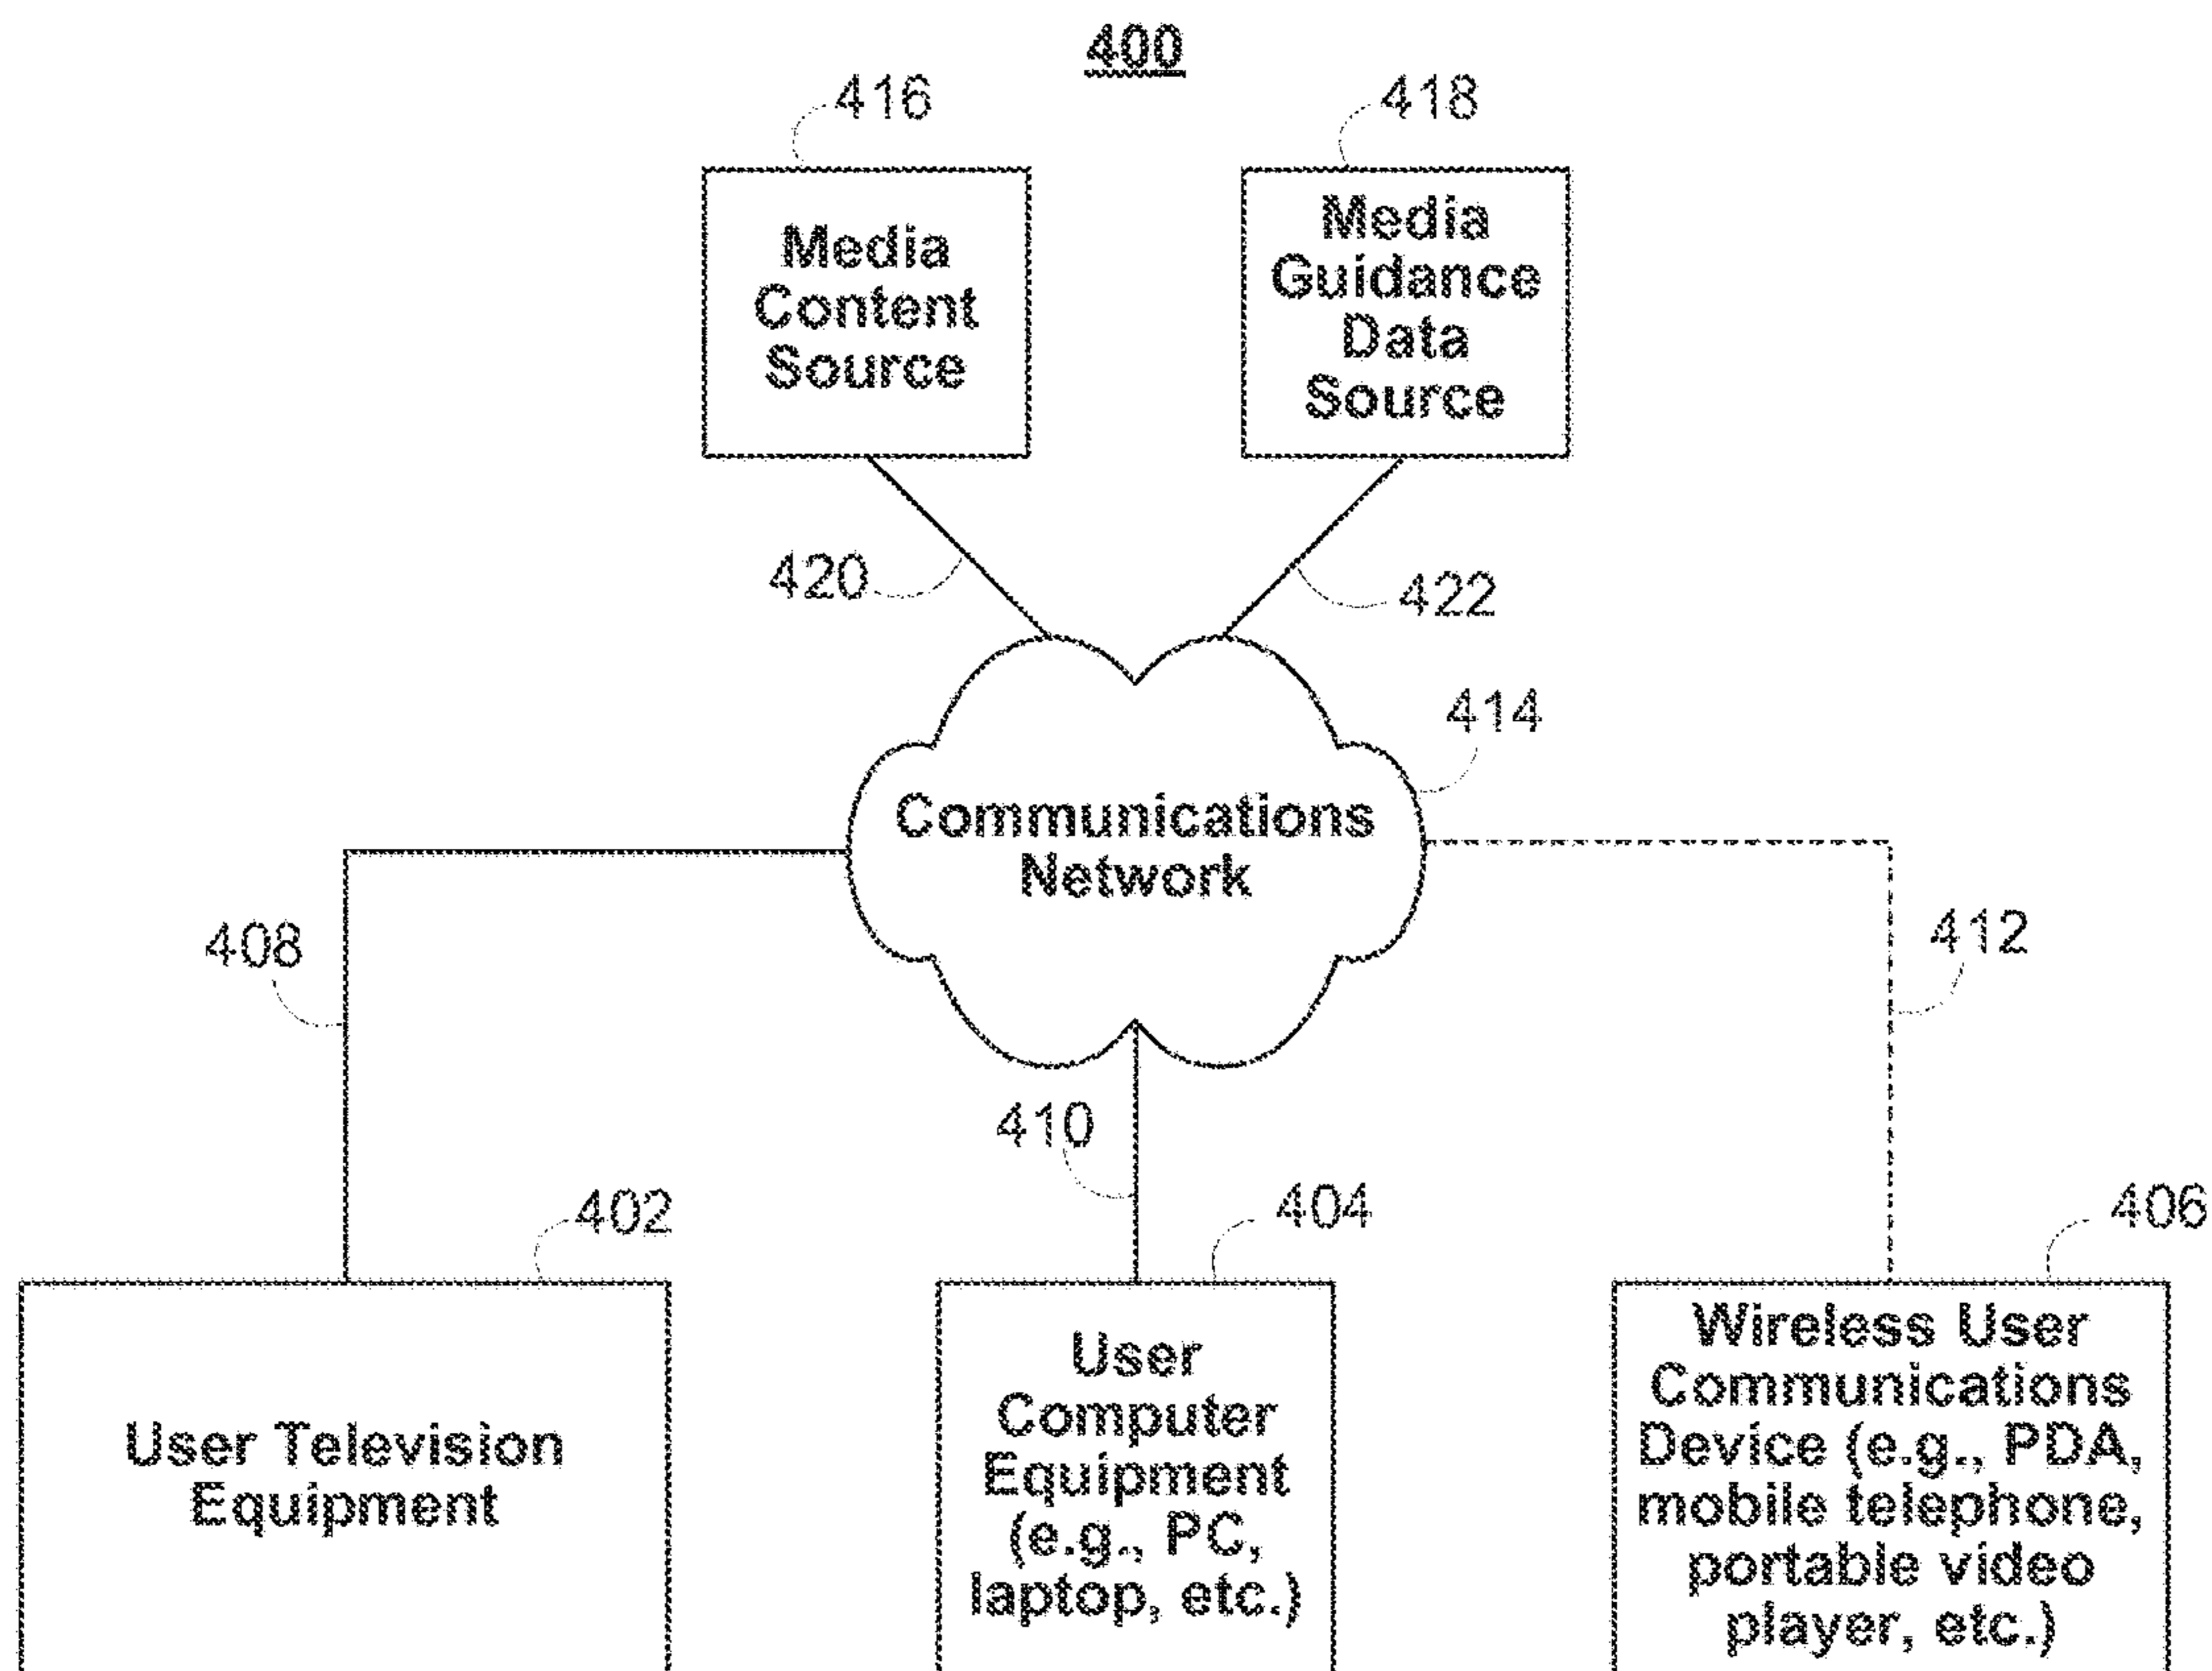 400
416
418
Media
Content
Source
Media
Guidance
Data
Source
420
422
414
Communications
Network
408
412
410
402
404
406
User Television
Equipment
User
Computer
Equipment
(e.g., PC,
laptop, etc.)
Wireless User
Communications
Device (e.g., PDA,
mobile telephone,
portable video
player, etc.)